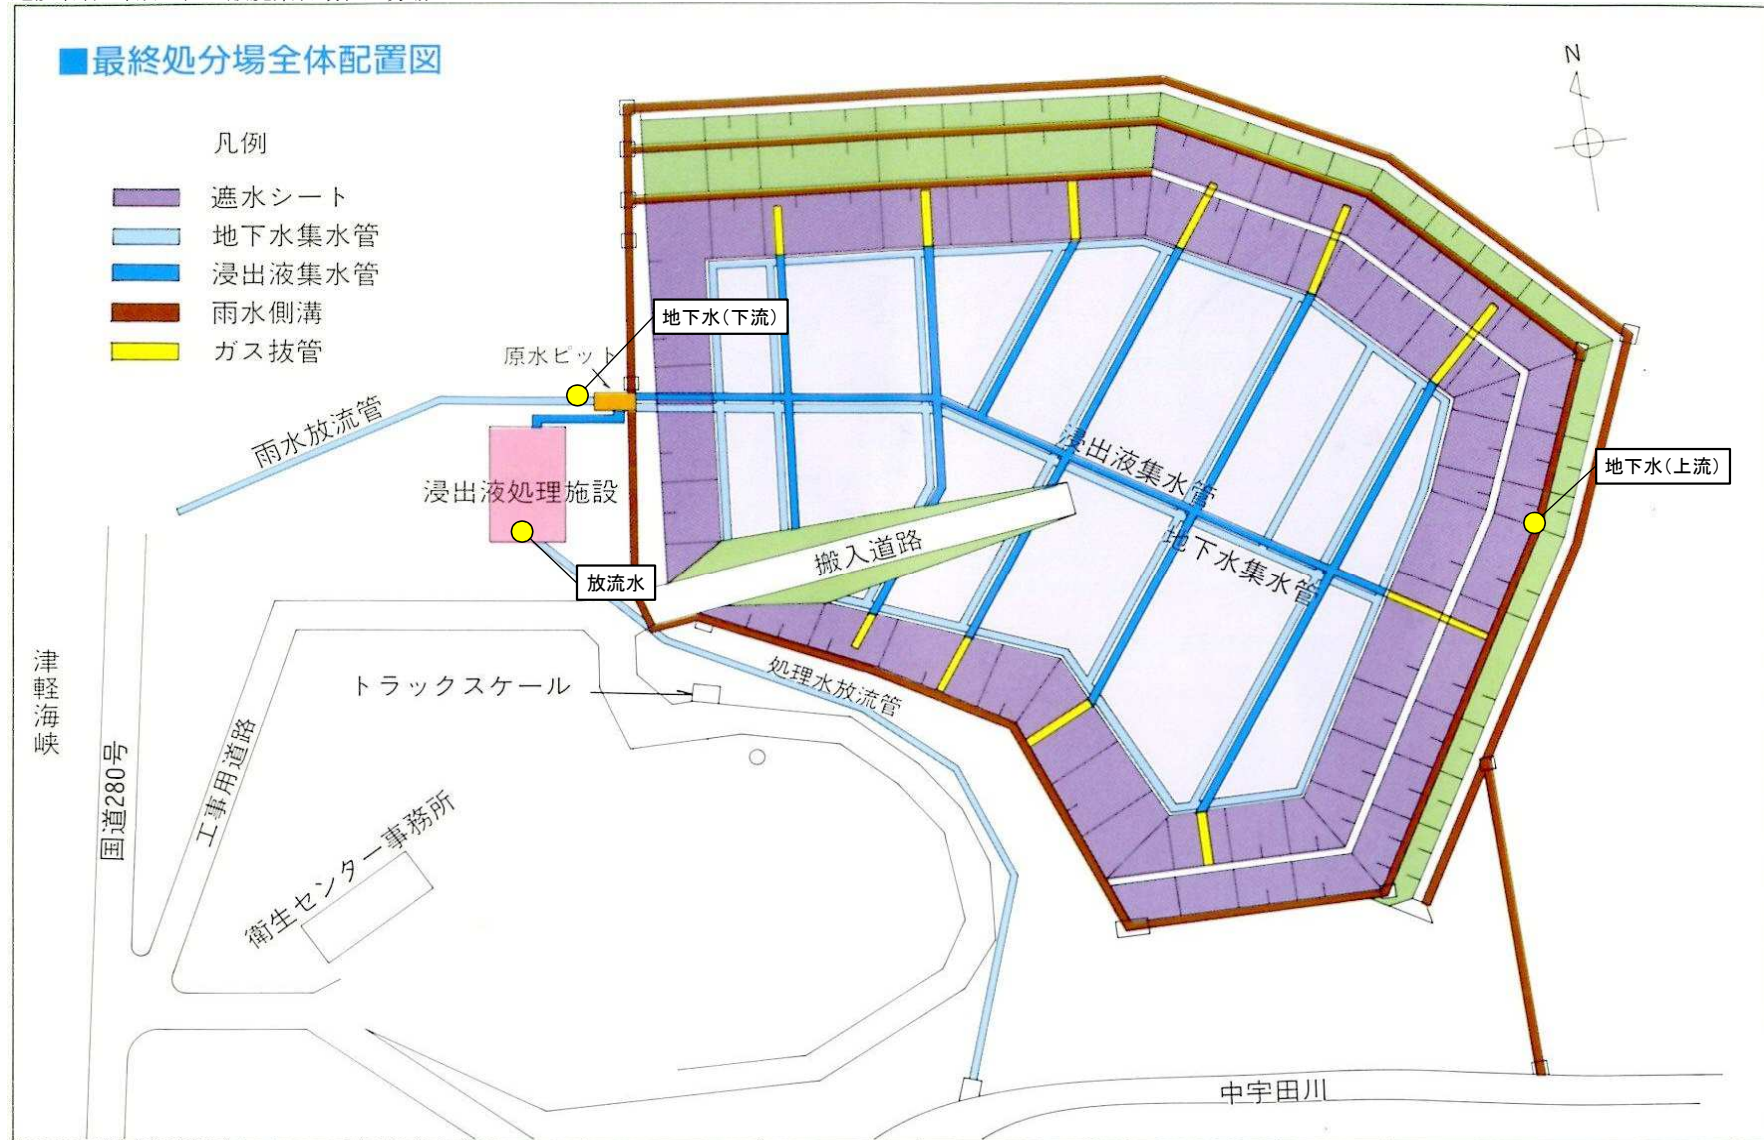 ■最終処分場全体配置図
N
凡例
遮水シート
地下水集水管
浸出液集水管
雨水側溝
ガス抜管
地下水(下流)
原水ピット
雨水放流管
浸出液処理施設
放流水
浸出液集水管
地下水集水管
搬入道路
地下水(上流)
処理水放流管
トラックスケール
津軽海峡
国道280号
工事用道路
衛生センター事務所
中宇田川